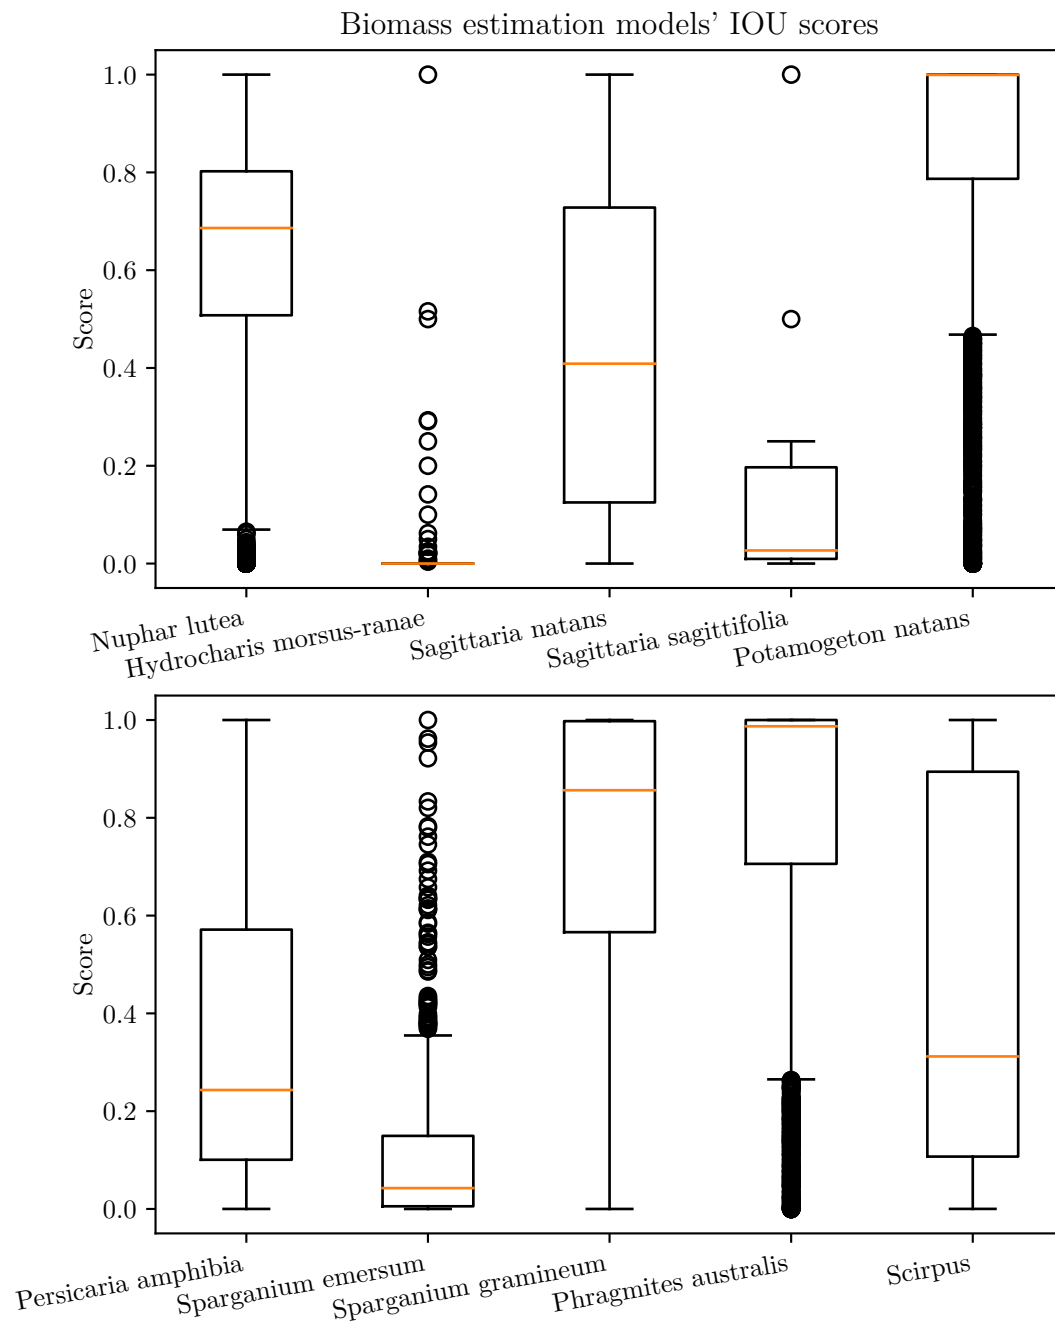 Biomass estimation models' IOU scores
1.0
0.8
0.6
0.4
0.2
0.0
Score
Nuphar lutea
Hydrocharis morsus-ranae
Sagittaria natans
Sagittaria sagittifolia
Potamogeton natans
1.0
0.8
0.6
0.4
0.2
0.0
Score
Persicaria amphibia
Sparganium emersum
Sparganium gramineum
Phragmites australis
Scirpus